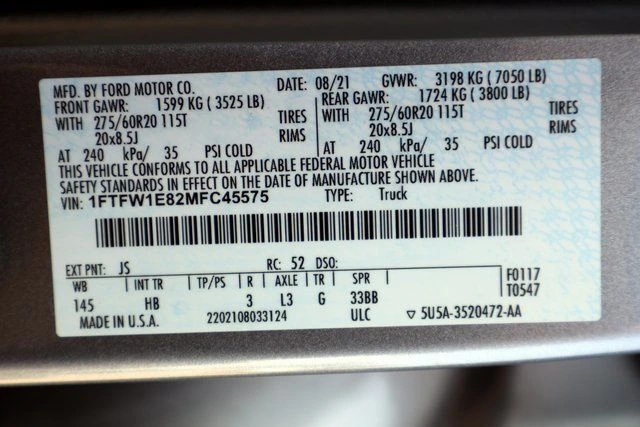 MFD. BY FORD MOTOR CO. DATE: 08/21 GVWR: 3198 KG ( 7050 LB)
FRONT GAWR: 1599 KG ( 3525 LB) REAR GAWR: 1724 KG ( 3800 LB)
WITH 275/60R20 115T TIRES WITH 275/60R20 115T TIRES
20x8.5J RIMS 20x8.5J RIMS
AT 240 kPa/ 35 PSI COLD AT 240 kPa/ 35 PSI COLD
THIS VEHICLE CONFORMS TO ALL APPLICABLE FEDERAL MOTOR VEHICLE
SAFETY STANDARDS IN EFFECT ON THE DATE OF MANUFACTURE SHOWN ABOVE.
VIN: 1FTFW1E82MFC45575 TYPE: Truck
EXT PNT: JS RC: 52 DSO: F0117
WB INT TR TP/PS R AXLE TR SPR T0547
145 HB 3 L3 G 33BB
MADE IN U.S.A. 2202108033124 ULC ▽ 5U5A-3520472-AA